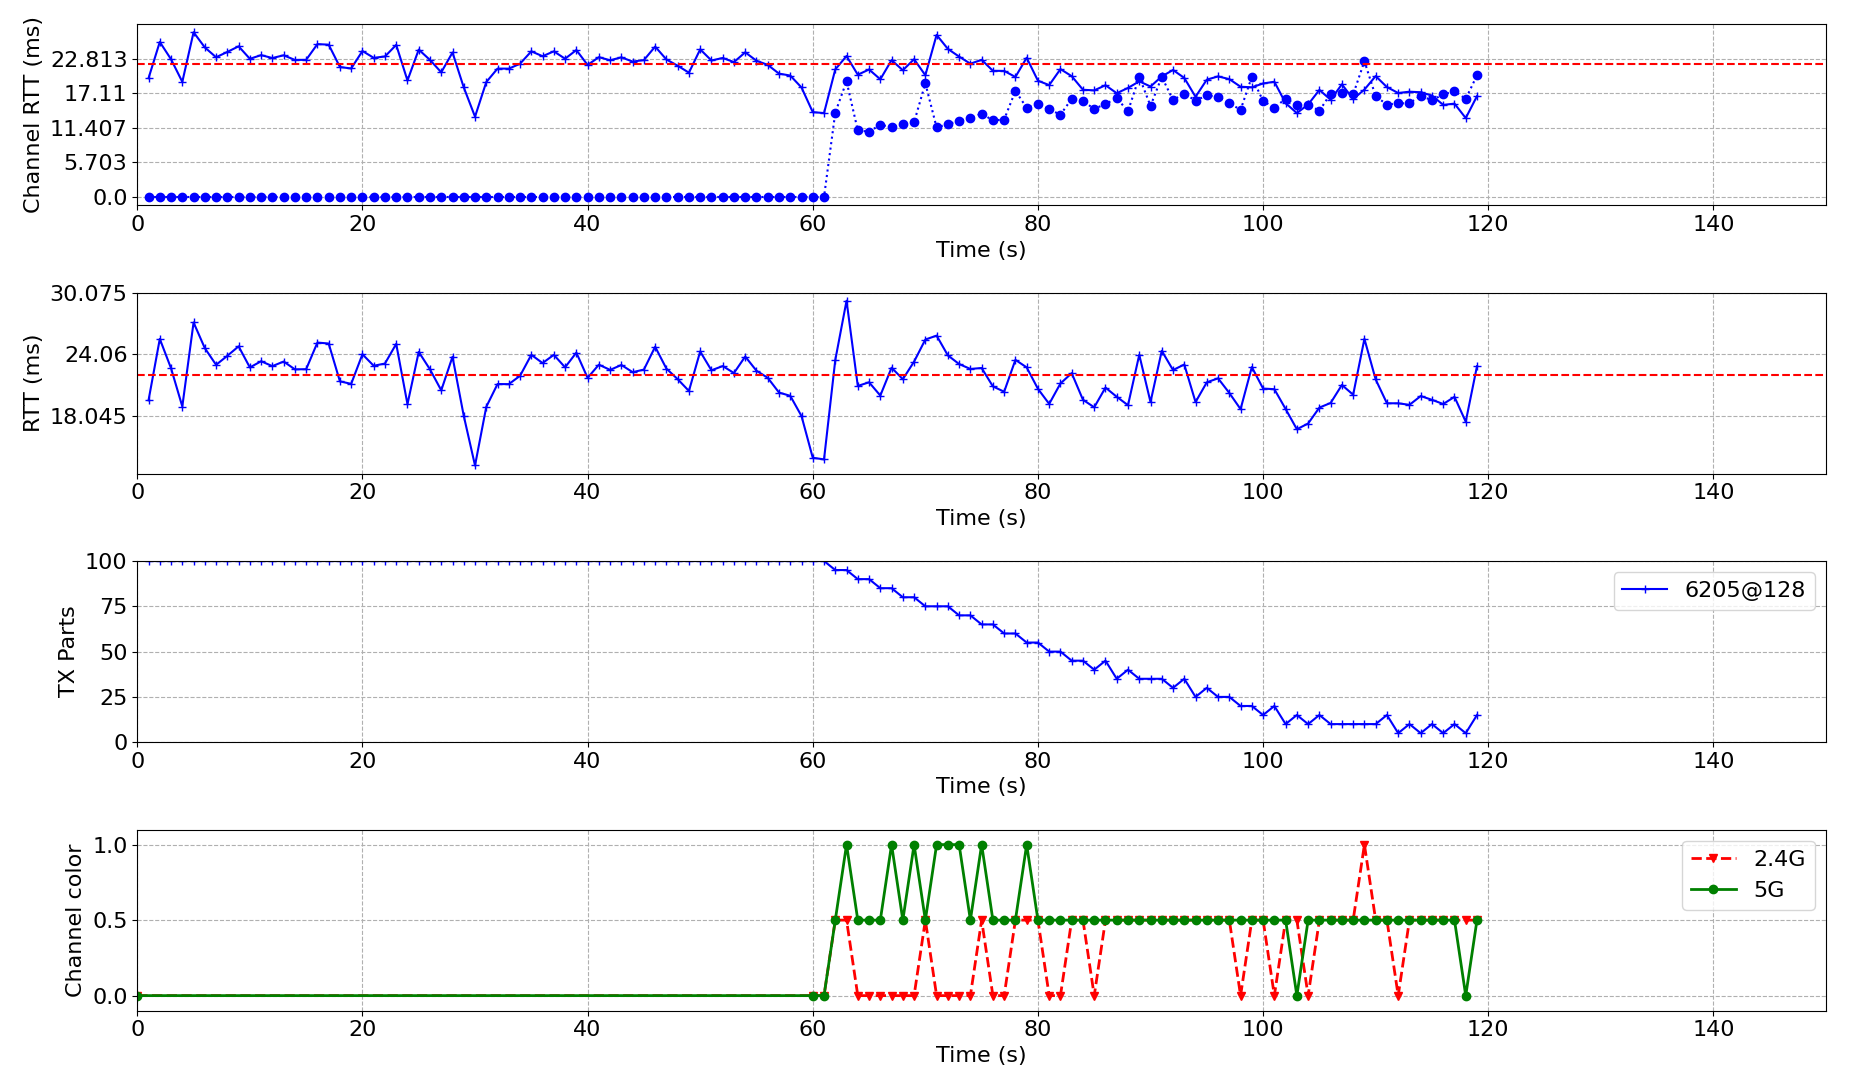 Channel RTT (ms)
22.813
17.11
11.407
5.703
0.0
0 20 40 60 80 100 120 140
Time (s)
RTT (ms)
30.075
24.06
18.045
0 20 40 60 80 100 120 140
Time (s)
TX Parts
100
75
50
25
0
6205@128
0 20 40 60 80 100 120 140
Time (s)
Channel color
1.0
0.5
0.0
2.4G
5G
0 20 40 60 80 100 120 140
Time (s)